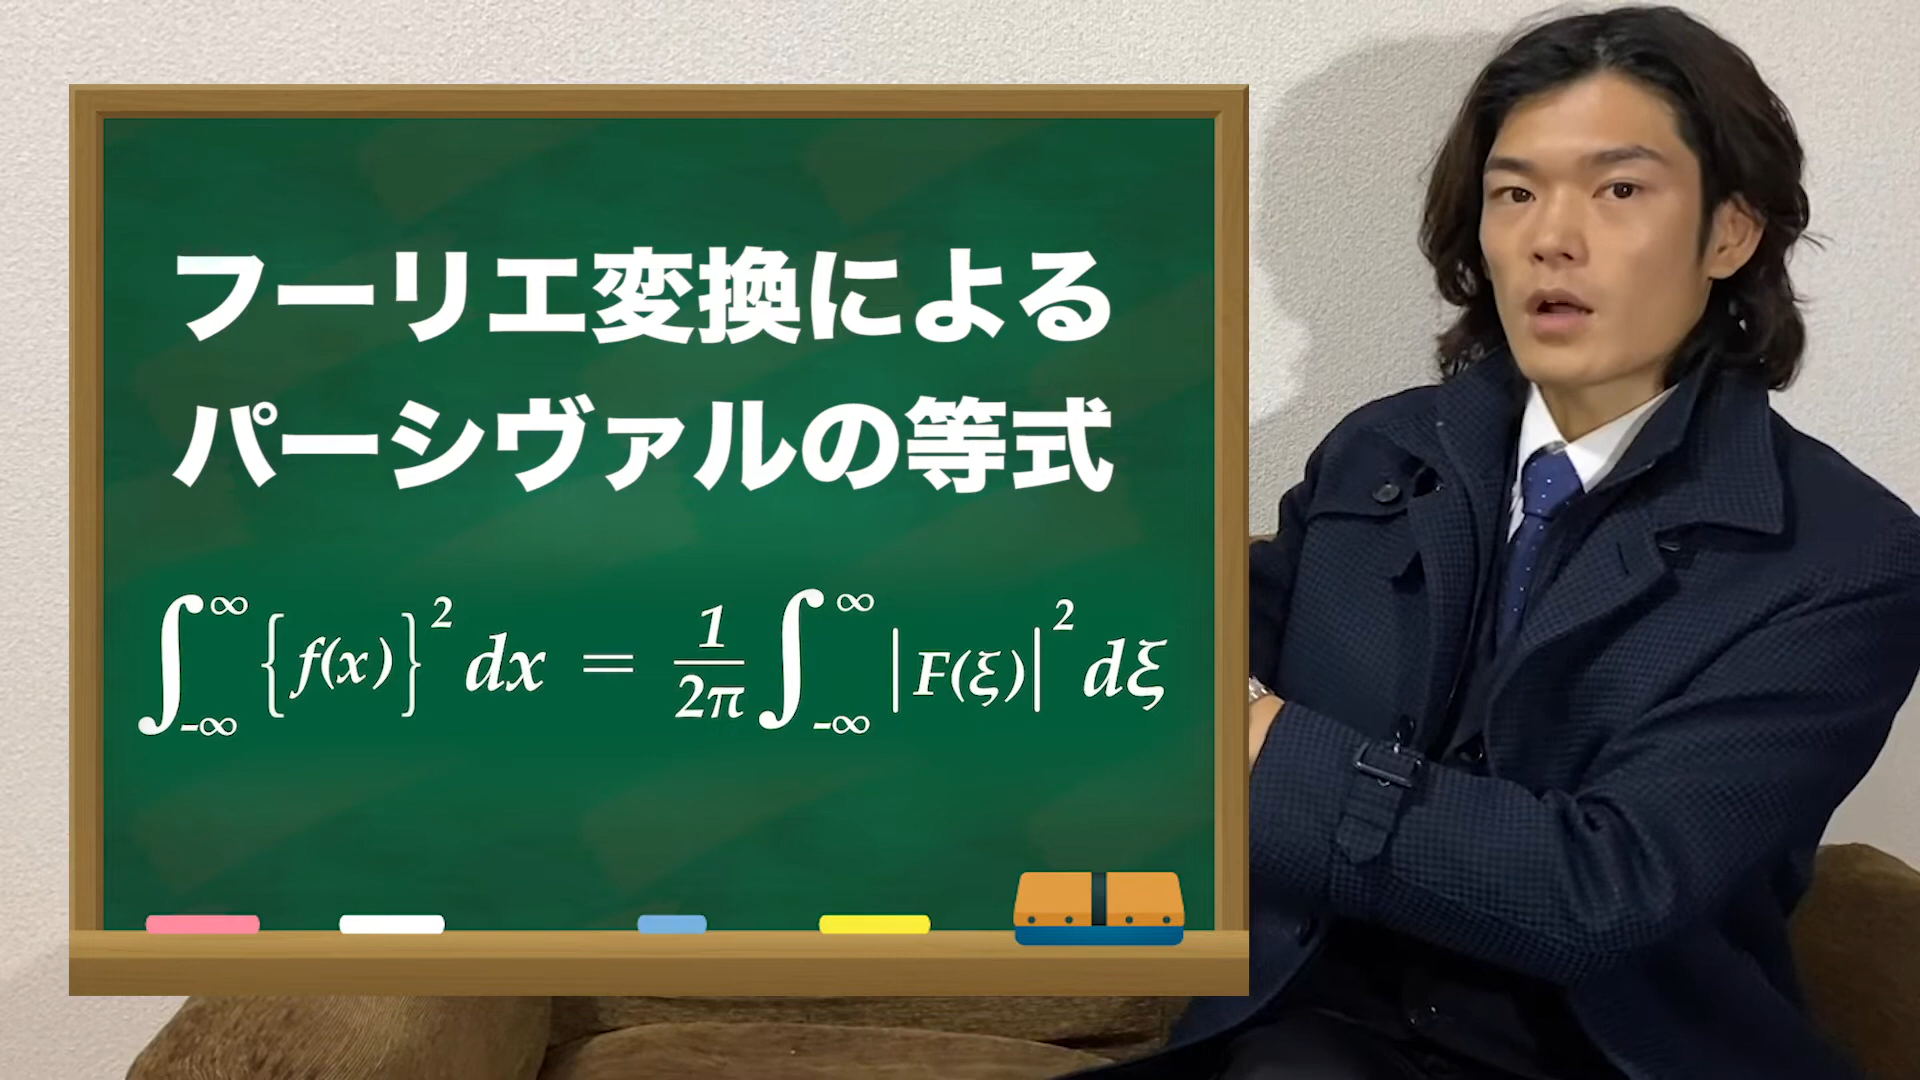 フーリエ変換による
パーシヴァルの等式
∫_{-∞}^{∞} {f(x)}² dx = 1/2π ∫_{-∞}^{∞} |F(ξ)|² dξ